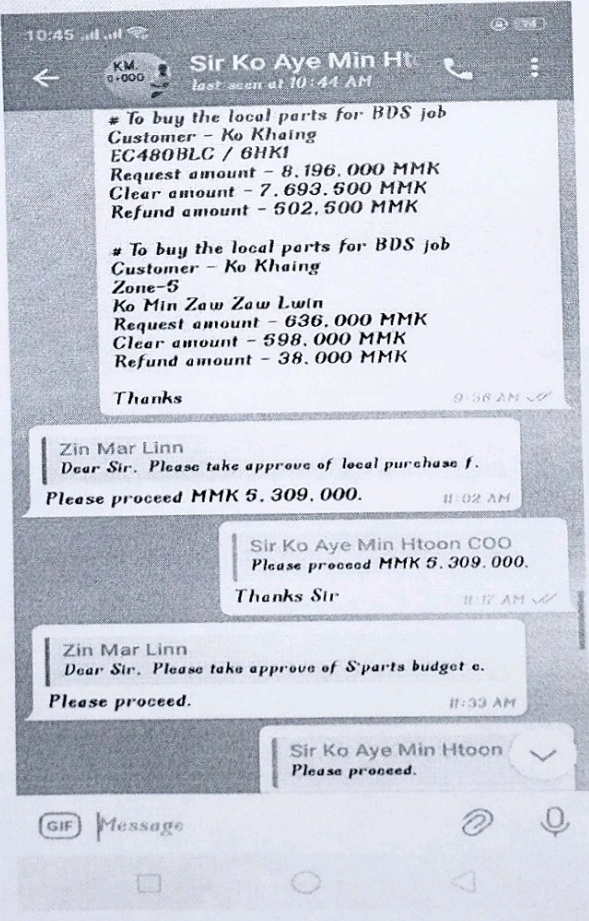 10:45
Sir Ko Aye Min Ht
last seen at 10:44 AM
KM.
0+000
# To buy the local parts for BDS job
Customer - Ko Khaing
EC480BLC / 6HK1
Request amount - 8,196,000 MMK
Clear amount - 7,693,500 MMK
Refund amount - 502,500 MMK
# To buy the local parts for BDS job
Customer - Ko Khaing
Zone-5
Ko Min Zaw Zaw Lwin
Request amount - 636,000 MMK
Clear amount - 598,000 MMK
Refund amount - 38,000 MMK
Thanks
9:56 AM
Zin Mar Linn
Dear Sir, Please take approve of local purchase f.
Please proceed MMK 5,309,000.
11:02 AM
Sir Ko Aye Min Htoon COO
Please proceed MMK 5,309,000.
Thanks Sir
11:17 AM
Zin Mar Linn
Dear Sir, Please take approve of S'parts budget c.
Please proceed.
11:33 AM
Sir Ko Aye Min Htoon
Please proceed.
GIF
Message